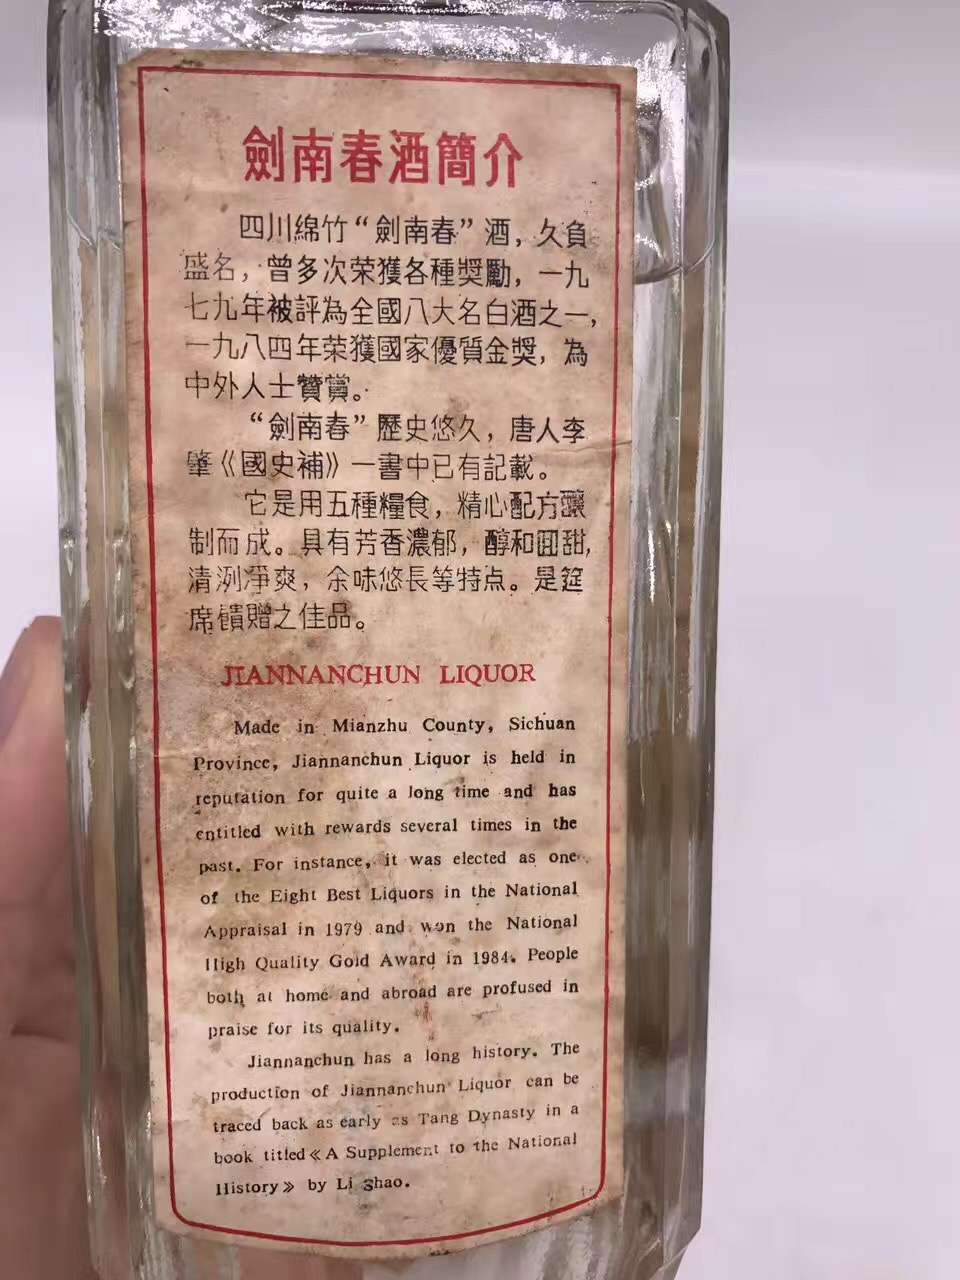 劍南春酒簡介
四川綿竹“劍南春”酒，久負
盛名，曾多次荣獲各種獎勵，一九
七九年被評為全國八大名白酒之一，
一九八四年荣獲國家優質金獎，為
中外人士贊賞。
“劍南春”歷史悠久，唐人李
肇《國史補》一書中已有記載。
它是用五種糧食，精心配方釀
制而成。具有芳香濃郁，醇和回甜，
清洌凈爽，余味悠長等特点。是筵
席饋贈之佳品。
JIANNANCHUN LIQUOR
Made in Mianzhu County, Sichuan
Province, Jiannanchun Liquor is held in
reputation for quite a long time and has
entitled with rewards several times in the
past. For instance, it was elected as one
of the Eight Best Liquors in the National
Appraisal in 1979 and won the National
High Quality Gold Award in 1984. People
both at home and abroad are profused in
praise for its quality.
Jiannanchun has a long history. The
production of Jiannanchun Liquor can be
traced back as early as Tang Dynasty in a
book titled《A Supplement to the National
History》 by Li Shao.